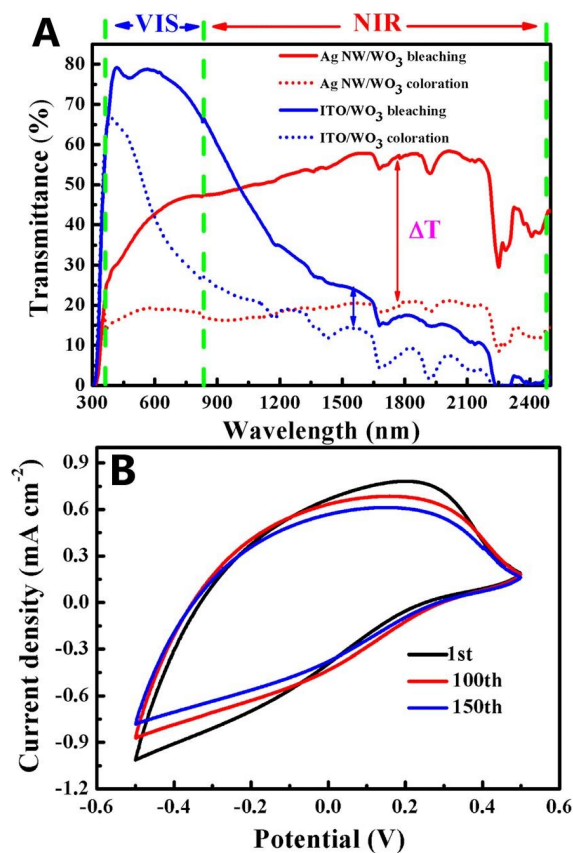 A
VIS
NIR
Ag NW/WO3 bleaching
Ag NW/WO3 coloration
ITO/WO3 bleaching
ITO/WO3 coloration
ΔT
80
70
60
50
40
30
20
10
0
Transmittance (%)
300 600 900 1200 1500 1800 2100 2400
Wavelength (nm)
B
0.9
0.6
0.3
0.0
-0.3
-0.6
-0.9
-1.2
Current density (mA cm-2)
1st
100th
150th
-0.6 -0.4 -0.2 0.0 0.2 0.4 0.6
Potential (V)